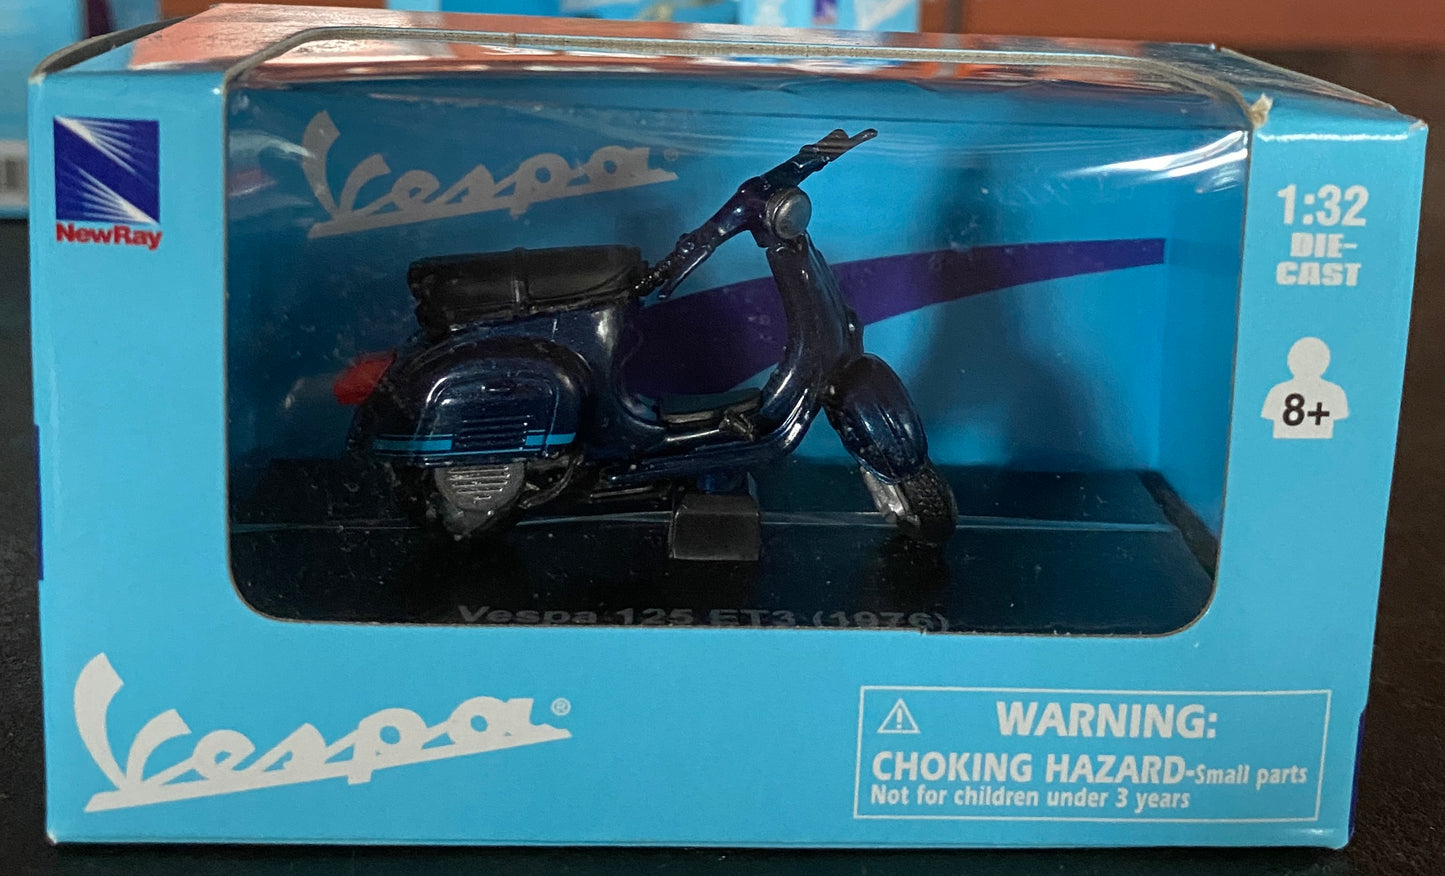 Vespa®
NewRay
1:32
DIE-
CAST
8+
Vespa 125 ET3 (1976)
Vespa®
WARNING:
CHOKING HAZARD-Small parts
Not for children under 3 years